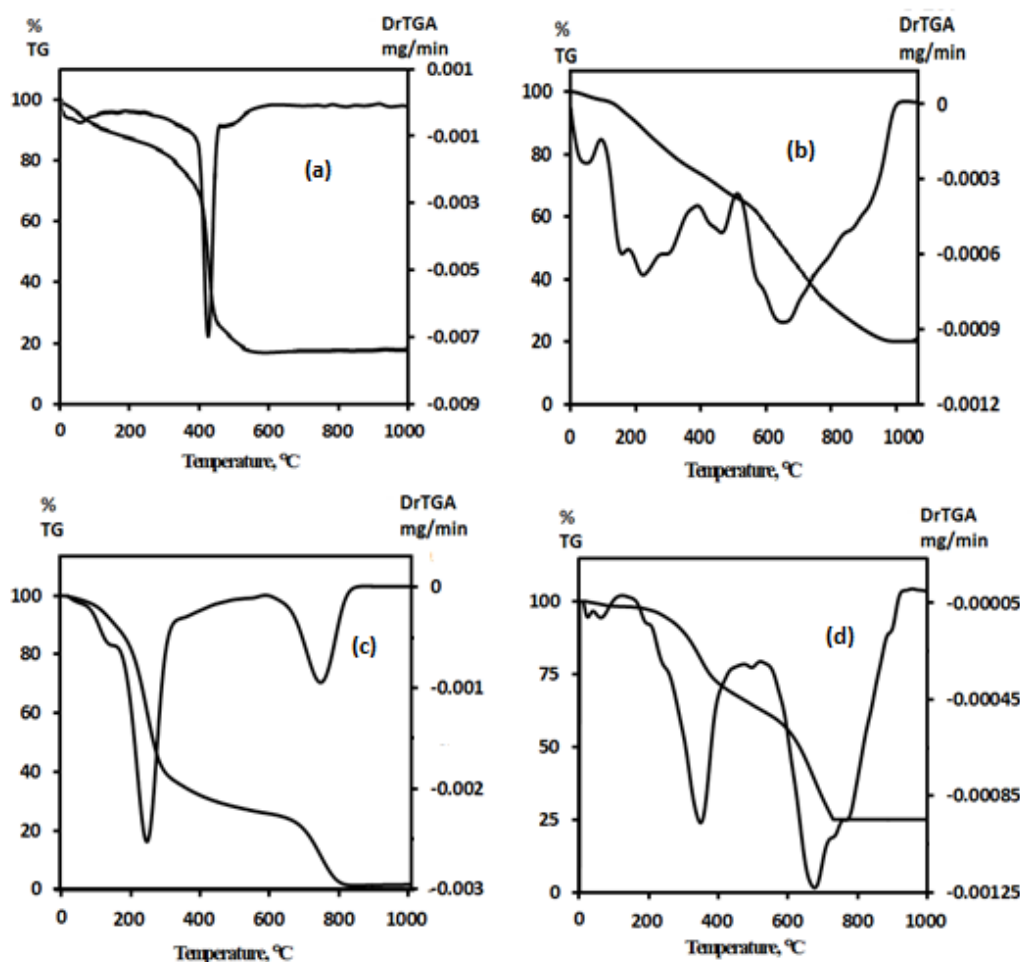 %
TG
DrTGA
mg/min
100
80
60
40
20
0
0.001
-0.001
-0.003
-0.005
-0.007
-0.009
(a)
0 200 400 600 800 1000
Temperature, °C
%
TG
DrTGA
mg/min
100
80
60
40
20
0
0
-0.0003
-0.0006
-0.0009
-0.0012
(b)
0 200 400 600 800 1000
Temperature, °C
%
TG
DrTGA
mg/min
100
80
60
40
20
0
0
-0.001
-0.002
-0.003
(c)
0 200 400 600 800 1000
Temperature, °C
%
TG
DrTGA
mg/min
100
75
50
25
0
-0.00005
-0.00045
-0.00085
-0.00125
(d)
0 200 400 600 800 1000
Temperature, °C